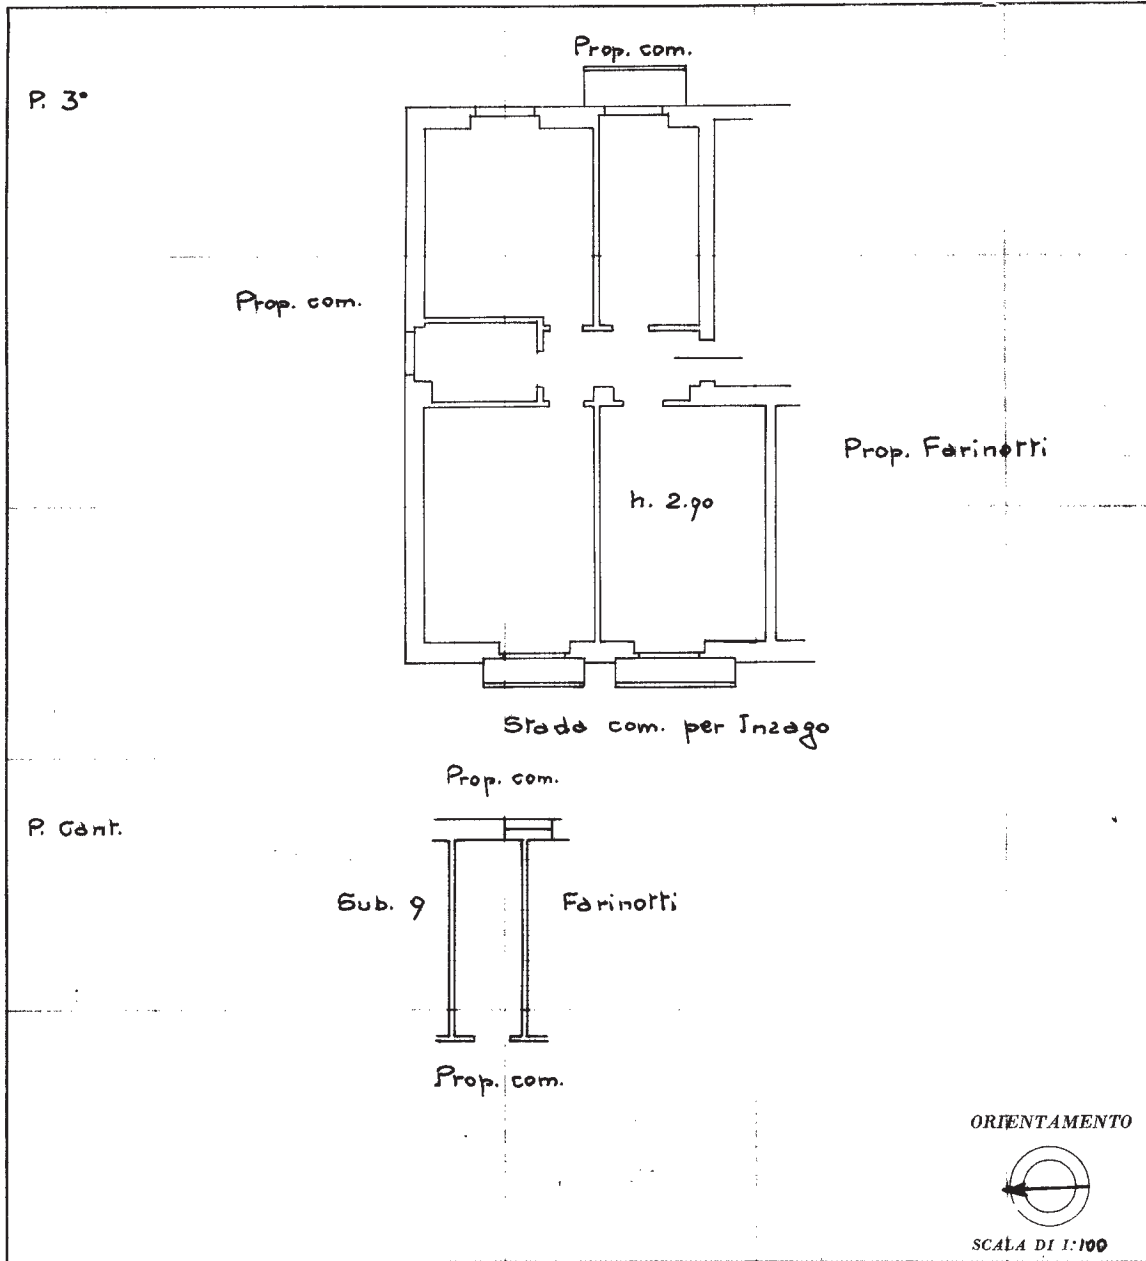 Prop. com.
P. 3°
Prop. com.
Prop. Farinotti
h. 2.90
Stada com. per Inzago
Prop. com.
P. Cant.
Sub. 9
Farinotti
Prop. com.
ORIENTAMENTO
SCALA DI 1:100